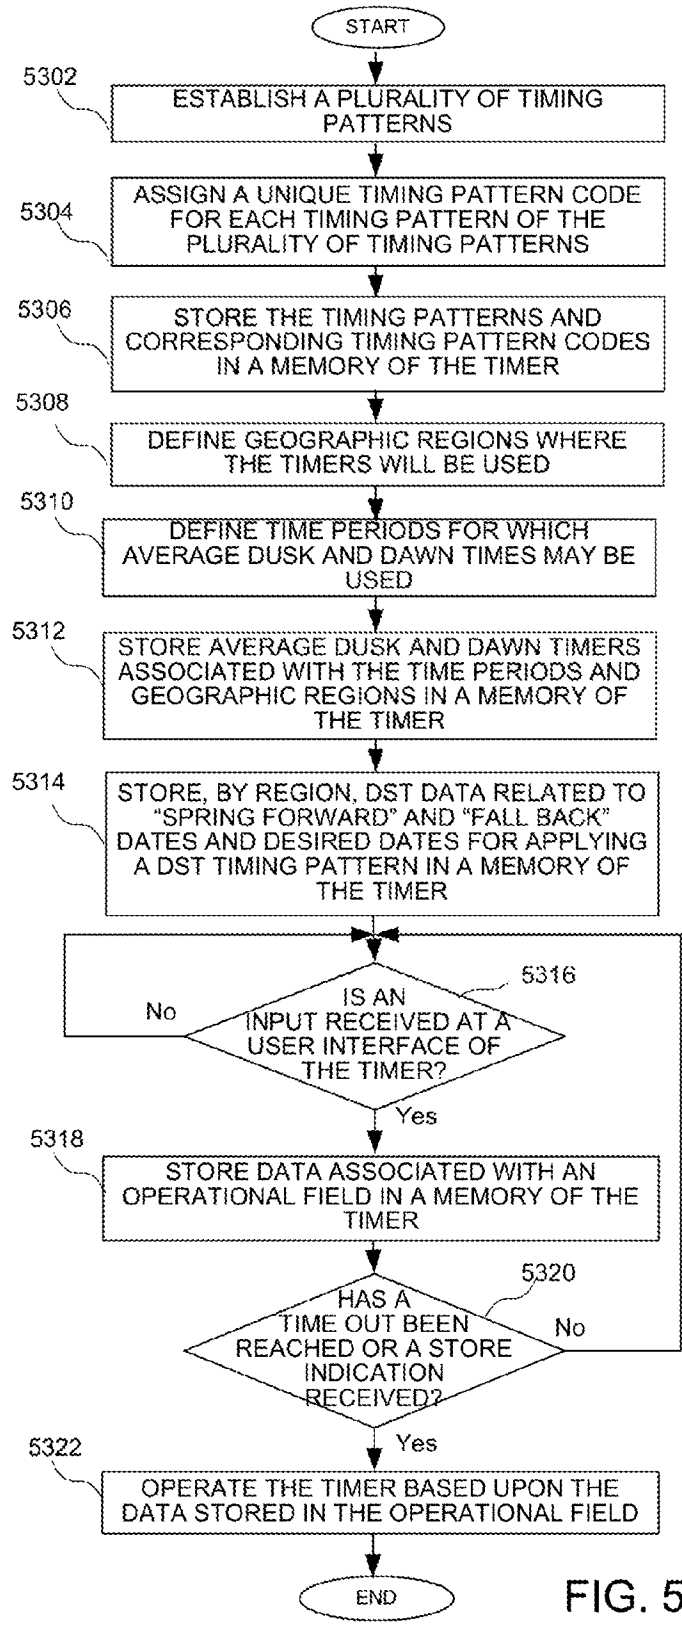 START
5302
ESTABLISH A PLURALITY OF TIMING
PATTERNS
5304
ASSIGN A UNIQUE TIMING PATTERN CODE
FOR EACH TIMING PATTERN OF THE
PLURALITY OF TIMING PATTERNS
5306
STORE THE TIMING PATTERNS AND
CORRESPONDING TIMING PATTERN CODES
IN A MEMORY OF THE TIMER
5308
DEFINE GEOGRAPHIC REGIONS WHERE
THE TIMERS WILL BE USED
5310
DEFINE TIME PERIODS FOR WHICH
AVERAGE DUSK AND DAWN TIMES MAY BE
USED
5312
STORE AVERAGE DUSK AND DAWN TIMERS
ASSOCIATED WITH THE TIME PERIODS AND
GEOGRAPHIC REGIONS IN A MEMORY OF
THE TIMER
5314
STORE, BY REGION, DST DATA RELATED TO
“SPRING FORWARD” AND “FALL BACK”
DATES AND DESIRED DATES FOR APPLYING
A DST TIMING PATTERN IN A MEMORY OF
THE TIMER
5316
IS AN
INPUT RECEIVED AT A
USER INTERFACE OF
THE TIMER?
No
Yes
5318
STORE DATA ASSOCIATED WITH AN
OPERATIONAL FIELD IN A MEMORY OF THE
TIMER
5320
HAS A
TIME OUT BEEN
REACHED OR A STORE
INDICATION
RECEIVED?
No
Yes
5322
OPERATE THE TIMER BASED UPON THE
DATA STORED IN THE OPERATIONAL FIELD
END
FIG. 5